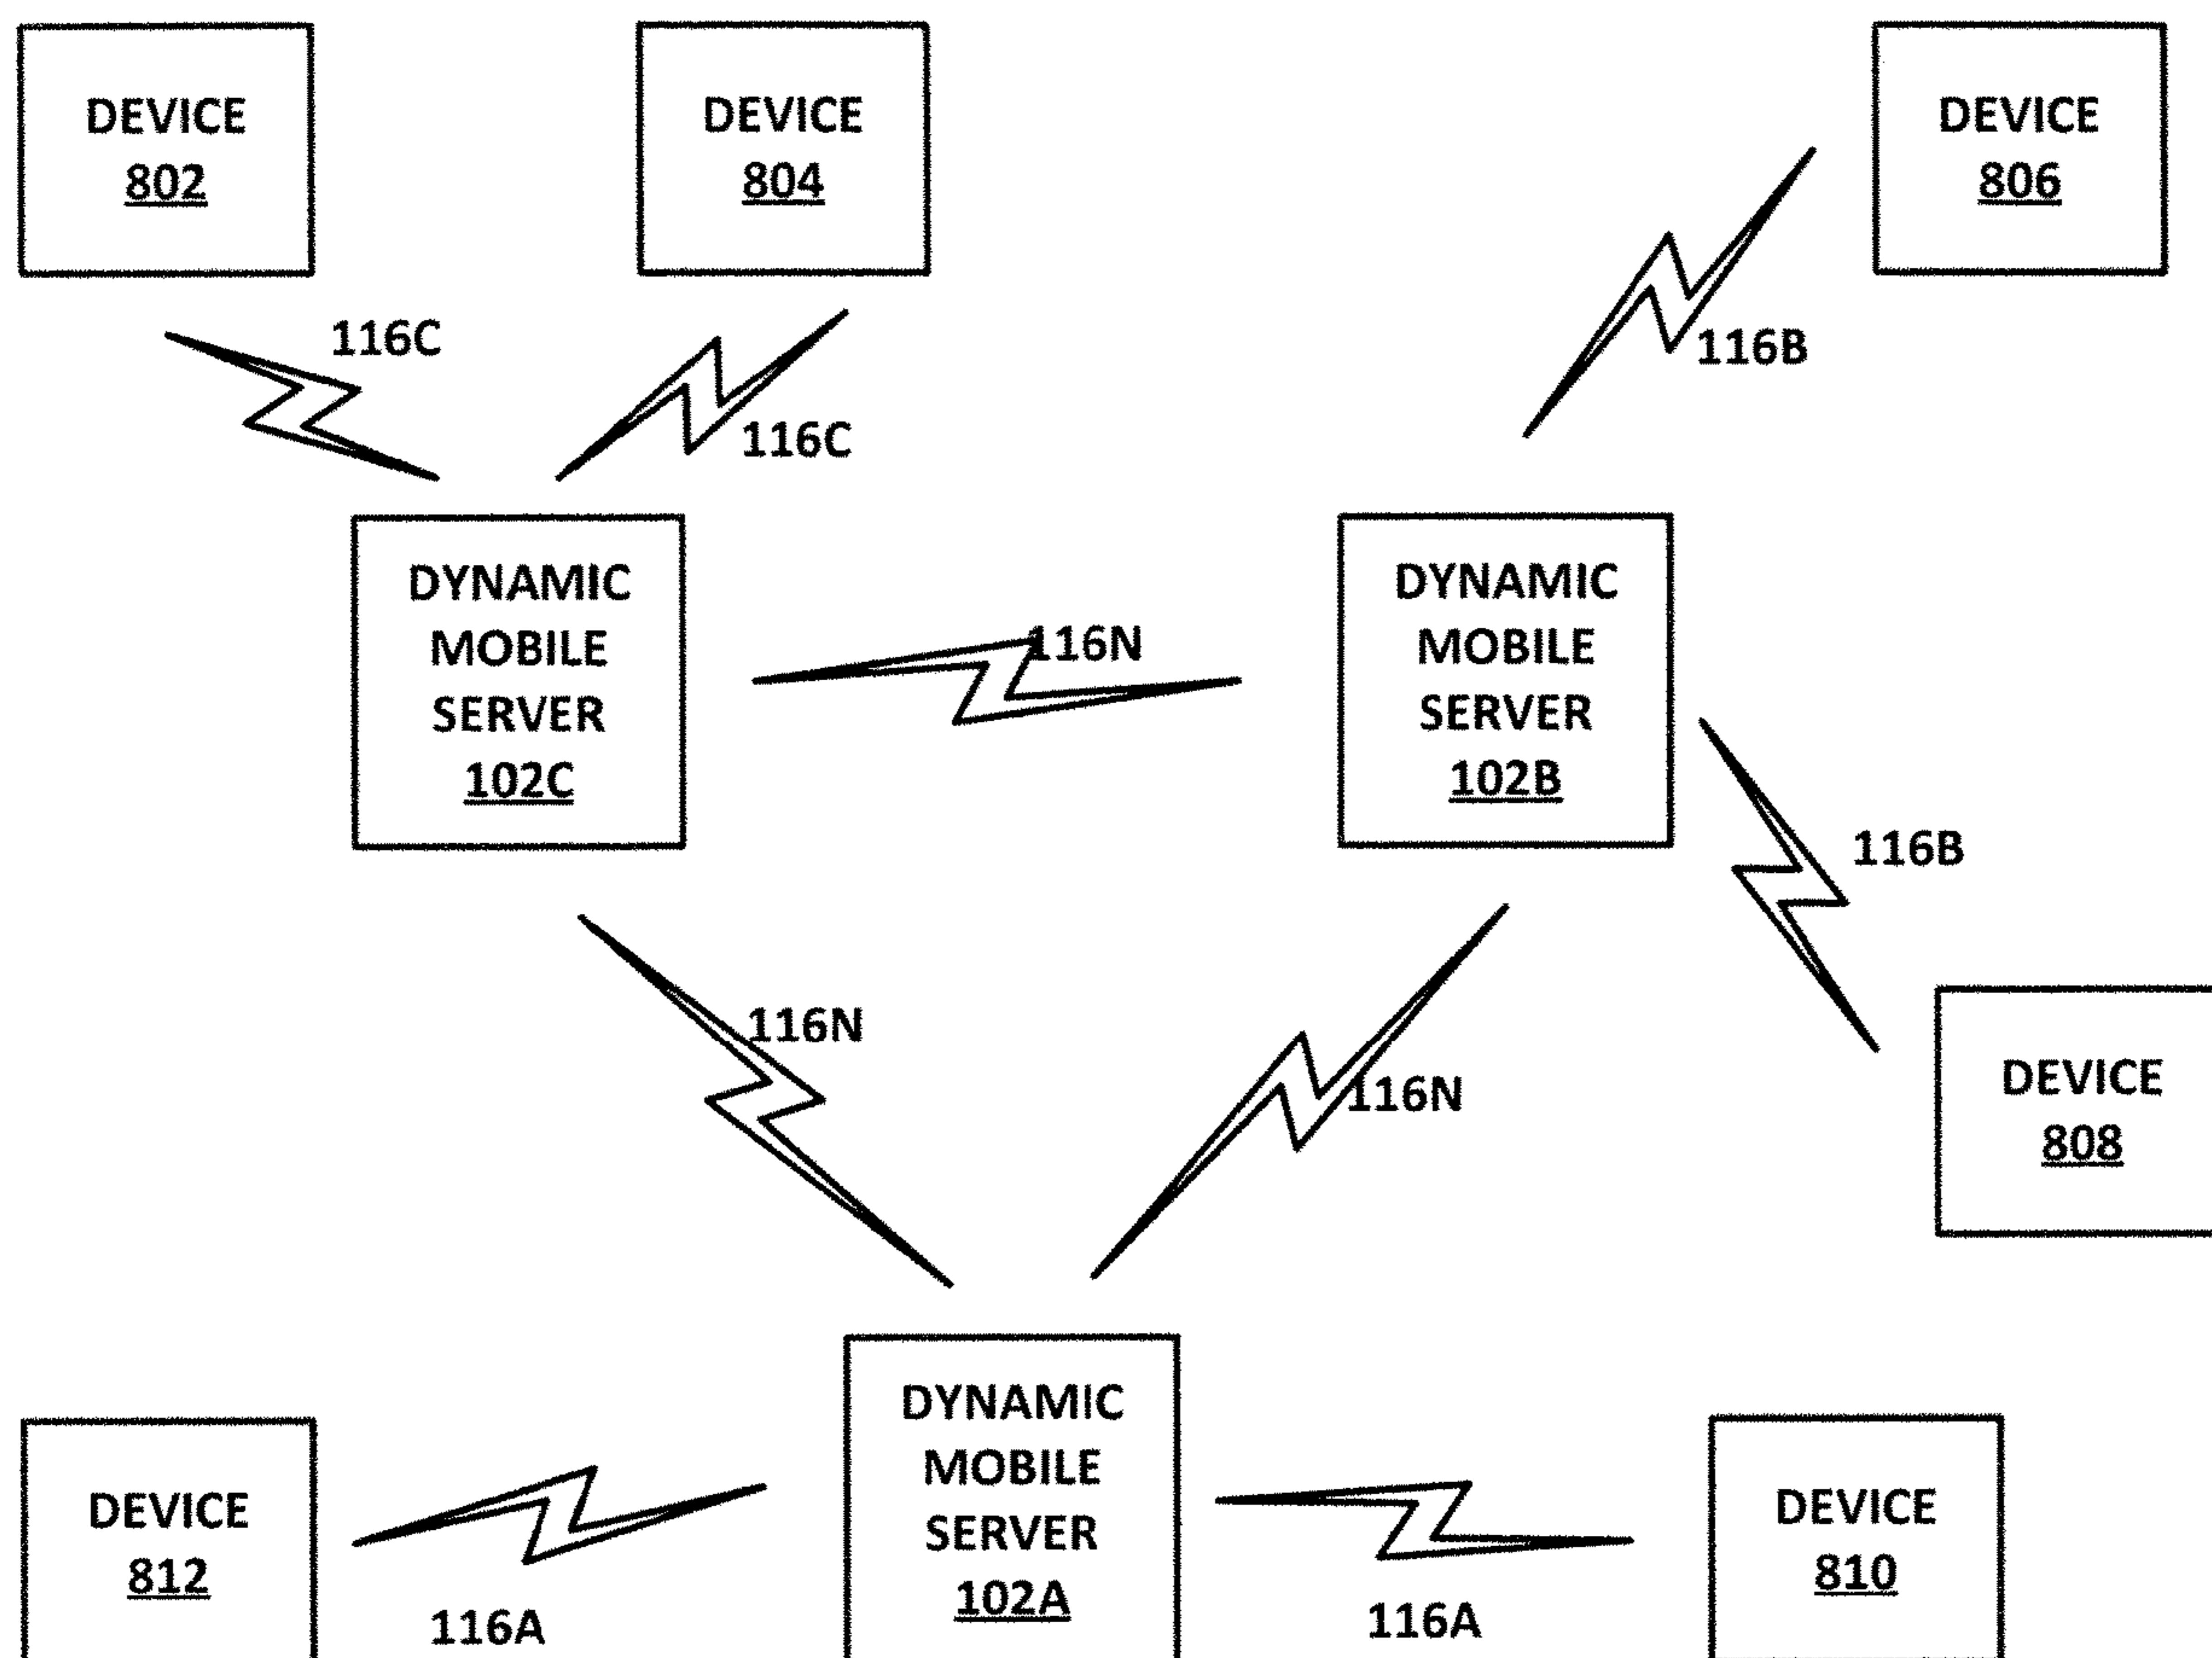 DEVICE
802
DEVICE
804
DEVICE
806
116C
116C
116B
DYNAMIC
MOBILE
SERVER
102C
116N
DYNAMIC
MOBILE
SERVER
102B
116B
116N
116N
DEVICE
808
DEVICE
812
116A
DYNAMIC
MOBILE
SERVER
102A
116A
DEVICE
810